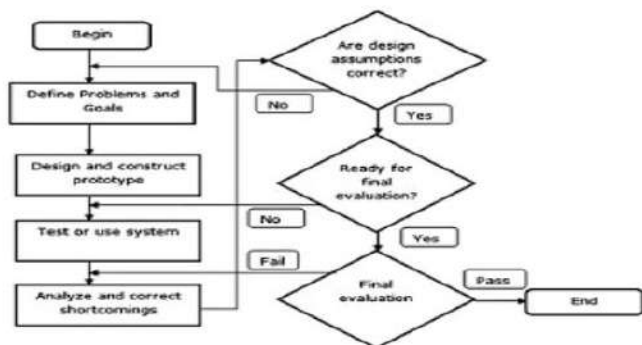 Begin
Define Problems and
Goals
Design and construct
prototype
Test or use system
Analyze and correct
shortcomings
Are design
assumptions
correct?
No
Yes
Ready for
final
evaluation?
No
Yes
Fail
Final
evaluation
Pass
End